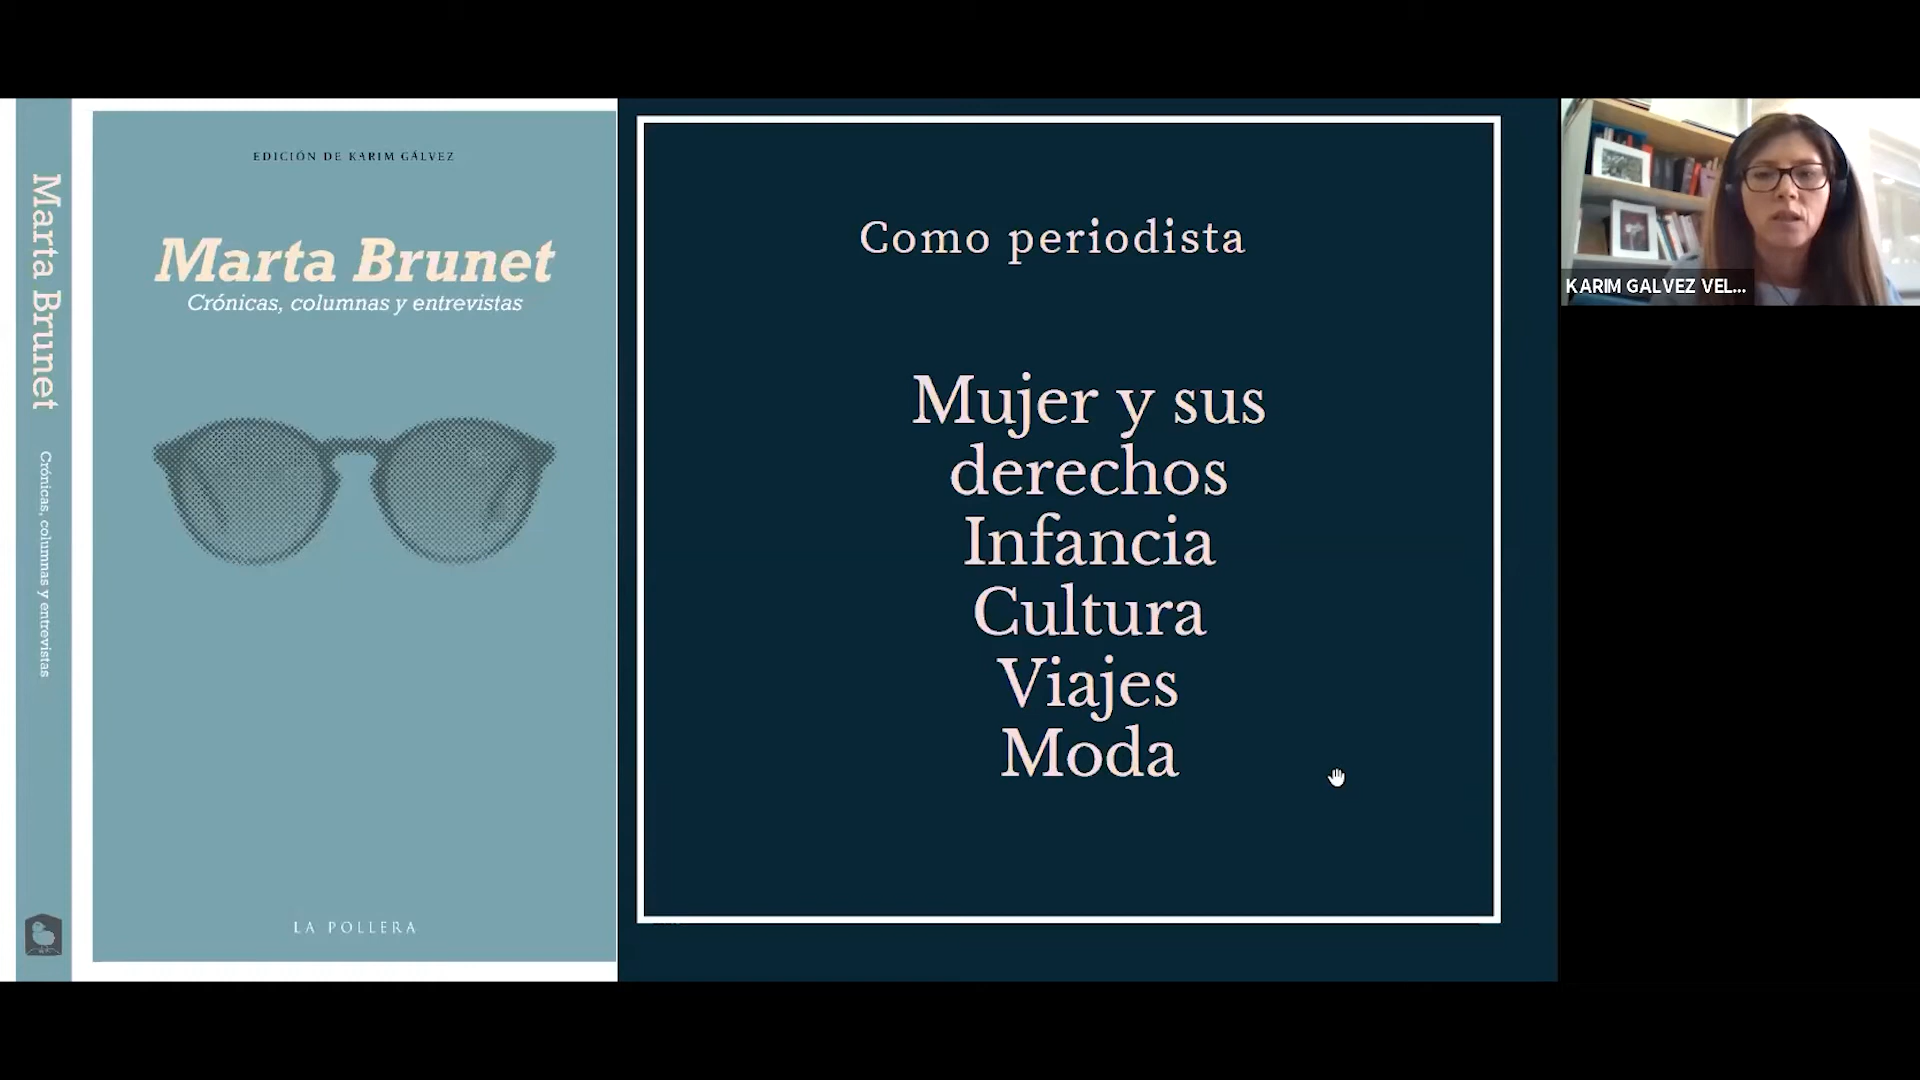 Marta Brunet
Crónicas, columnas y entrevistas
EDICIÓN DE KARIM GÁLVEZ
Marta Brunet
Crónicas, columnas y entrevistas
LA POLLERA
Como periodista
Mujer y sus
derechos
Infancia
Cultura
Viajes
Moda
KARIM GALVEZ VEL...